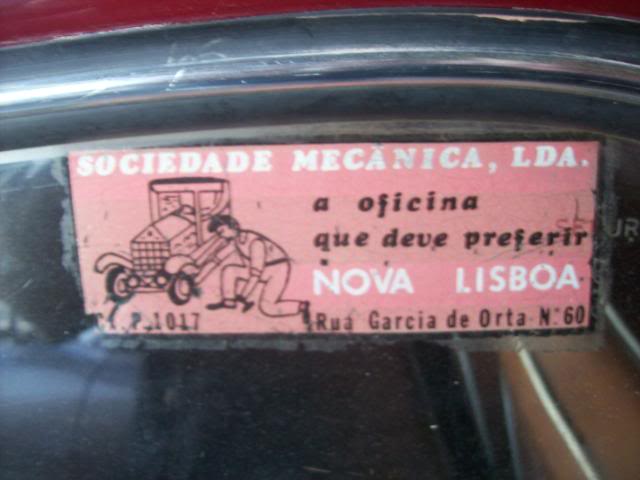 SOCIEDADE MECÂNICA, LDA.
a oficina
que deve preferir
NOVA LISBOA
P. 1017
Rua Garcia de Orta N.º 60